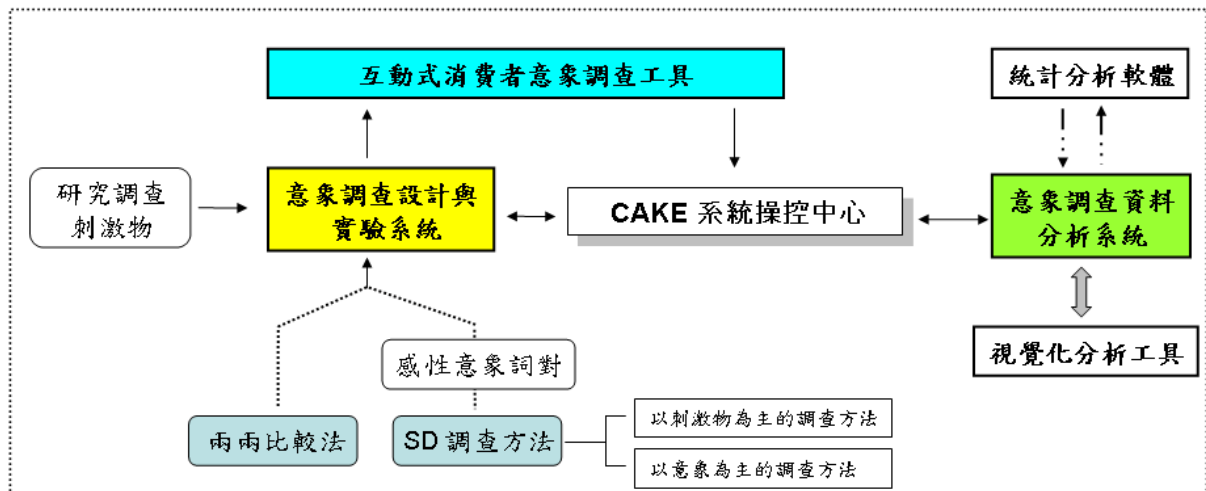 互動式消費者意象調查工具
統計分析軟體
研究調查
刺激物
意象調查設計與
實驗系統
CAKE 系統操控中心
意象調查資料
分析系統
視覺化分析工具
感性意象詞對
兩兩比較法
SD 調查方法
以刺激物為主的調查方法
以意象為主的調查方法